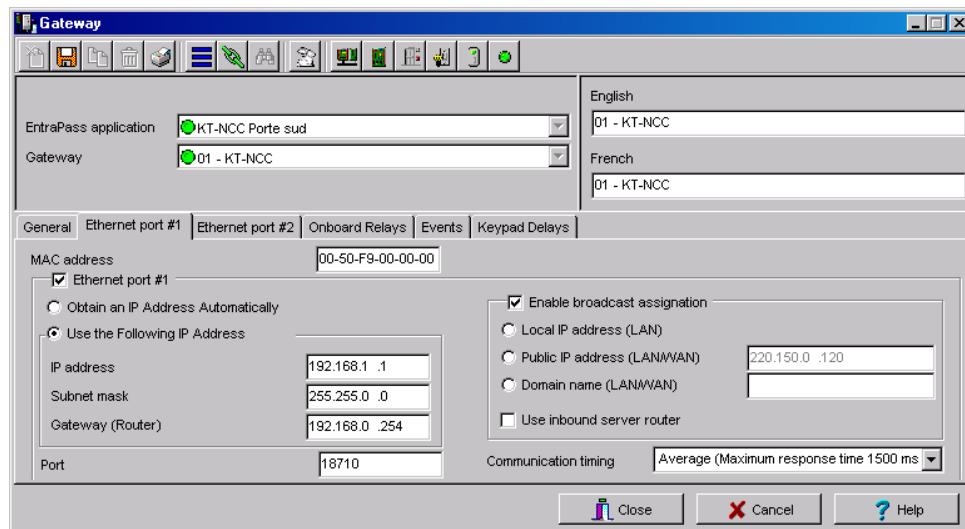 Gateway
English
EntraPass application
KT-NCC Porte sud
01 - KT-NCC
Gateway
01 - KT-NCC
French
01 - KT-NCC
General
Ethernet port #1
Ethernet port #2
Onboard Relays
Events
Keypad Delays
MAC address
00-50-F9-00-00-00
Ethernet port #1
Obtain an IP Address Automatically
Use the Following IP Address
IP address
192.168.1 .1
Subnet mask
255.255.0 .0
Gateway (Router)
192.168.0 .254
Port
18710
Enable broadcast assignation
Local IP address (LAN)
Public IP address (LAN/WAN)
220.150.0 .120
Domain name (LAN/WAN)
Use inbound server router
Communication timing
Average (Maximum response time 1500 ms
Close
Cancel
Help